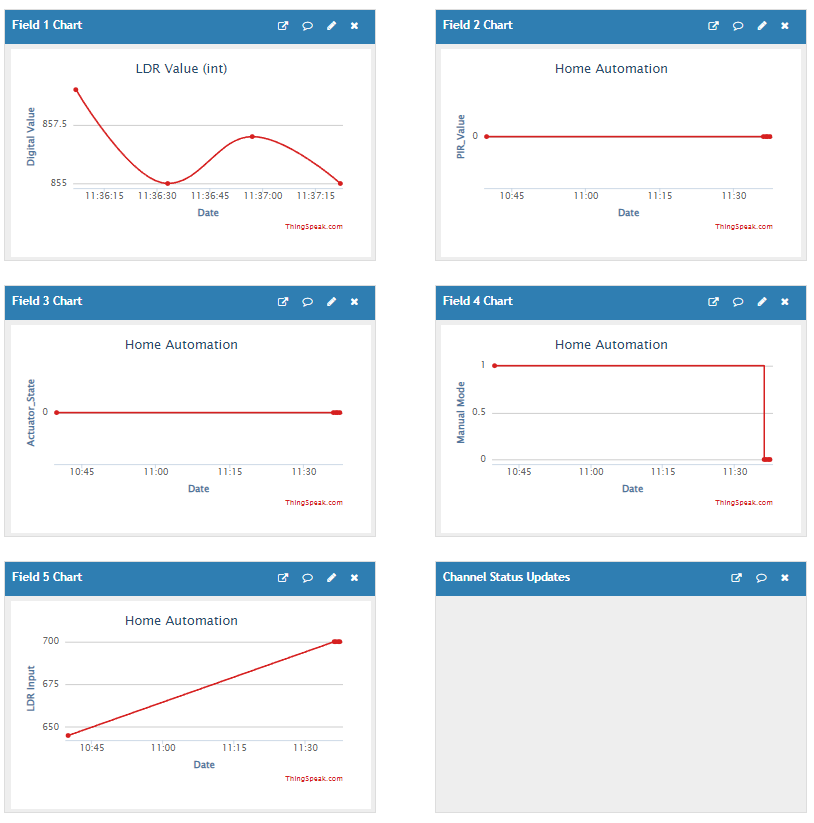 Field 1 Chart
LDR Value (int)
Digital Value
857.5
855
11:36:15 11:36:30 11:36:45 11:37:00 11:37:15
Date
ThingSpeak.com
Field 2 Chart
Home Automation
PIR_Value
0
10:45 11:00 11:15 11:30
Date
ThingSpeak.com
Field 3 Chart
Home Automation
Actuator_State
0
10:45 11:00 11:15 11:30
Date
ThingSpeak.com
Field 4 Chart
Home Automation
Manual Mode
1
0.5
0
10:45 11:00 11:15 11:30
Date
ThingSpeak.com
Field 5 Chart
Home Automation
LDR Input
700
675
650
10:45 11:00 11:15 11:30
Date
ThingSpeak.com
Channel Status Updates